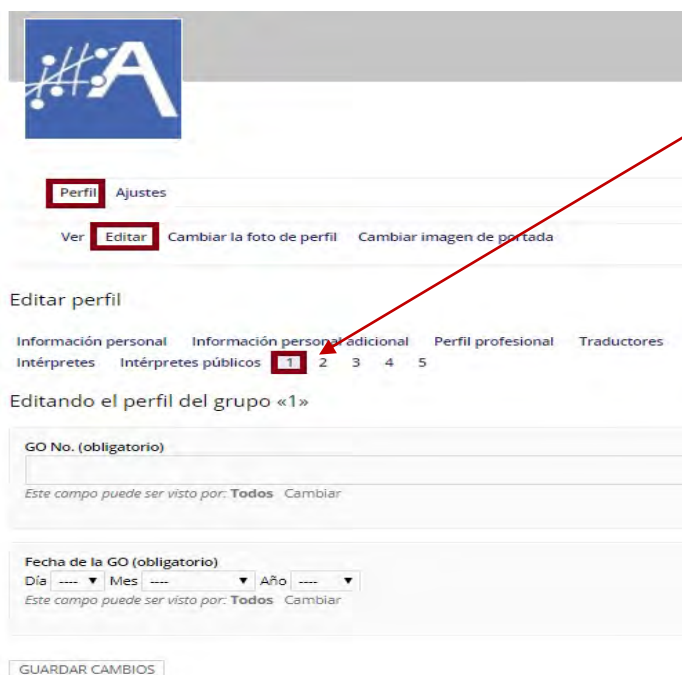 Perfil Ajustes
Ver Editar Cambiar la foto de perfil Cambiar imagen de portada
Editar perfil
Información personal Información personal adicional Perfil profesional Traductores
Intérpretes Intérpretes públicos 1 2 3 4 5
Editando el perfil del grupo «1»
GO No. (obligatorio)
Este campo puede ser visto por: Todos Cambiar
Fecha de la GO (obligatorio)
Día ---- ▼ Mes ---- ▼ Año ---- ▼
Este campo puede ser visto por: Todos Cambiar
GUARDAR CAMBIOS